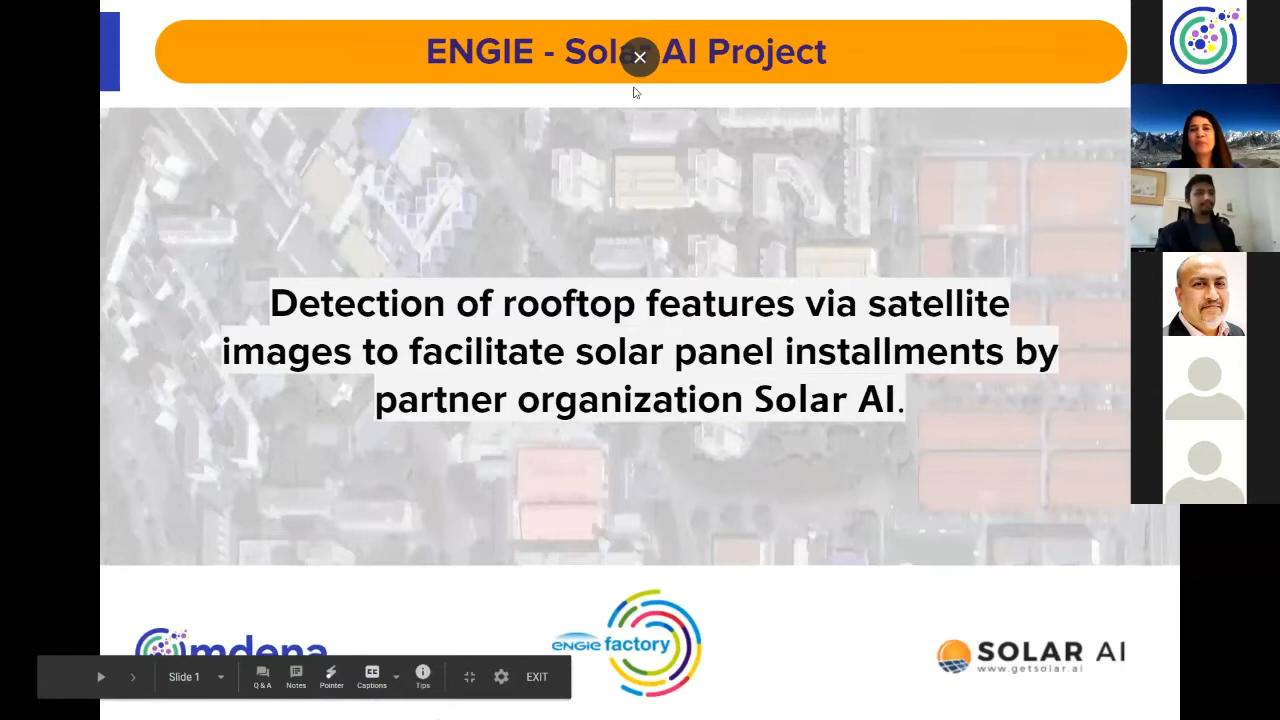 ENGIE - Solar AI Project
Detection of rooftop features via satellite
images to facilitate solar panel installments by
partner organization Solar AI.
omdena
ENGIE factory
SOLAR AI
www.getsolar.ai
Slide 1
Q & A
Notes
Pointer
Captions
Tips
EXIT